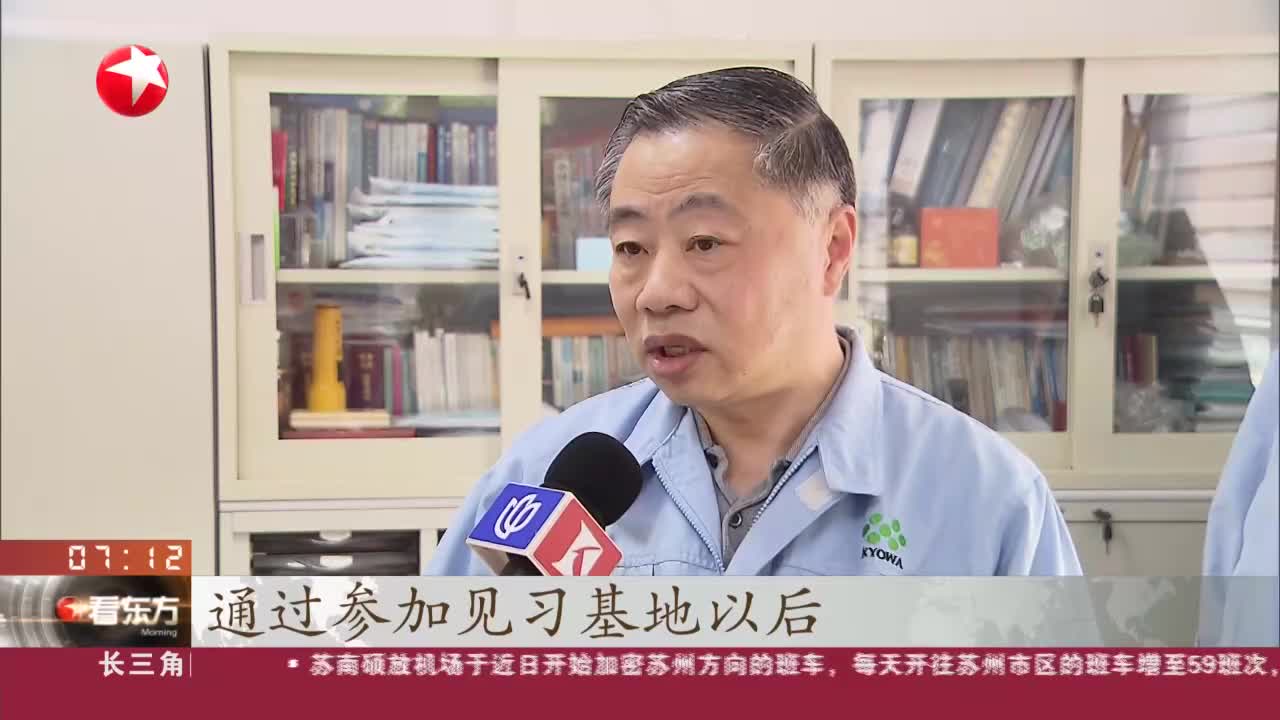 KYOWA
07:12
看东方
Morning
通过参加见习基地以后
长三角
* 苏南硕放机场于近日开始加密苏州方向的班车，每天开往苏州市区的班车增至59班次，